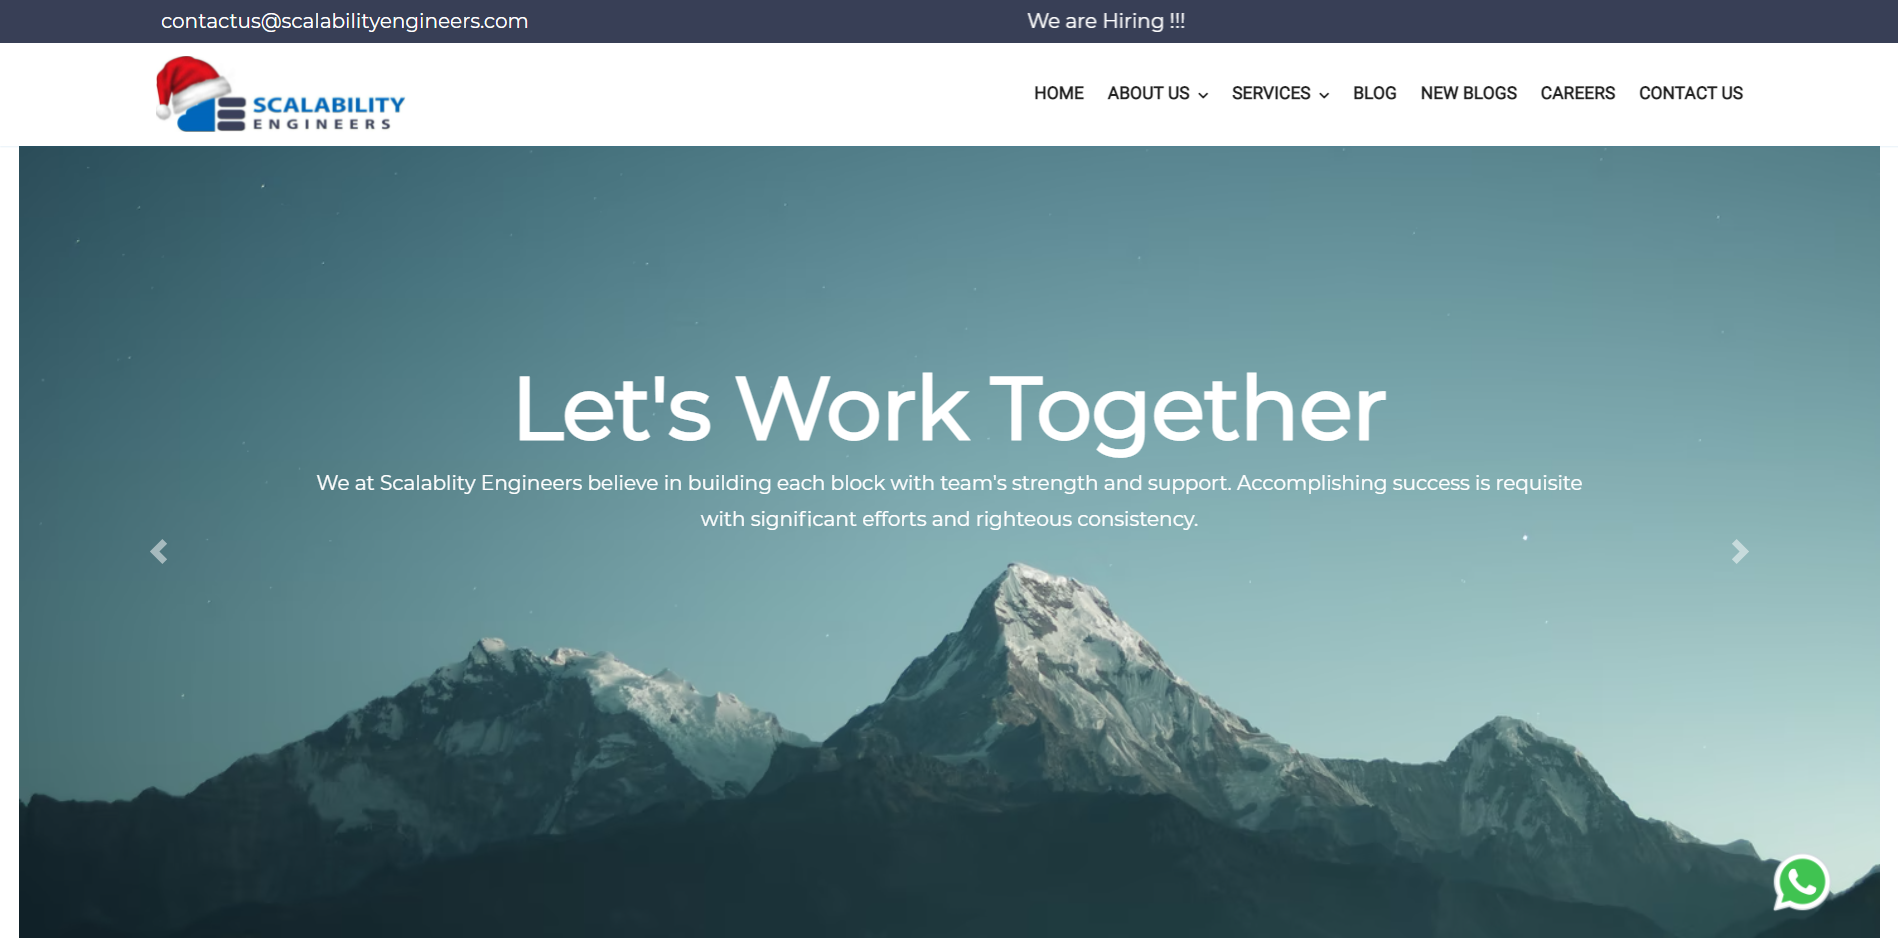 contactus@scalabilityengineers.com
We are Hiring !!!
SCALABILITY
ENGINEERS
HOME
ABOUT US
SERVICES
BLOG
NEW BLOGS
CAREERS
CONTACT US
Let's Work Together
We at Scalablity Engineers believe in building each block with team's strength and support. Accomplishing success is requisite
with significant efforts and righteous consistency.